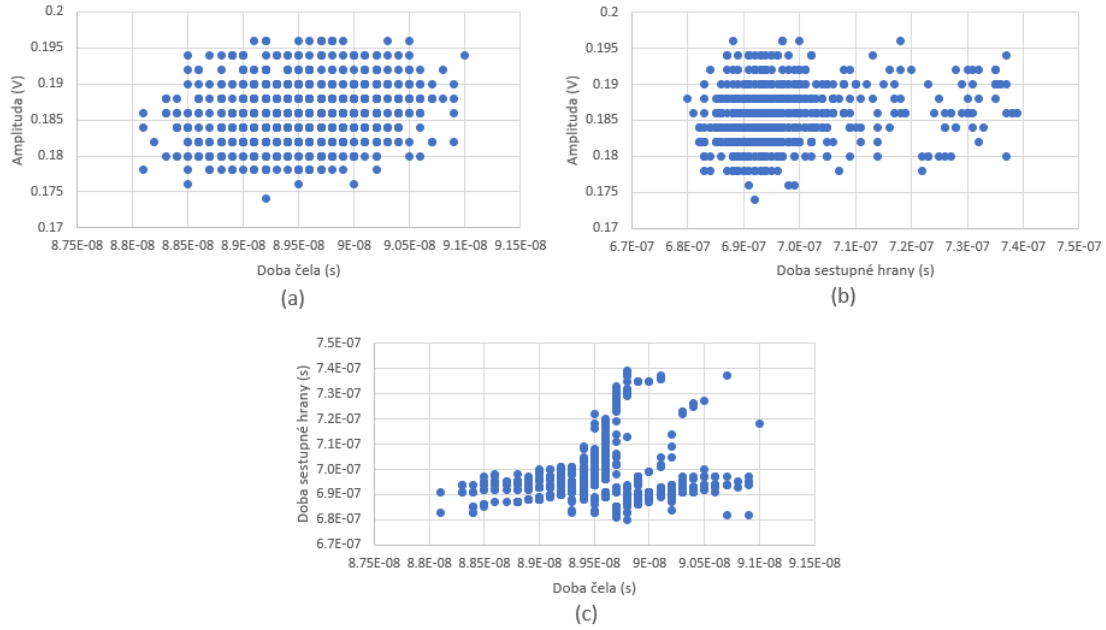 0.2
0.195
0.19
0.185
0.18
0.175
0.17
Amplituda (V)
8.75E-08 8.8E-08 8.85E-08 8.9E-08 8.95E-08 9E-08 9.05E-08 9.1E-08 9.15E-08
Doba čela (s)
(a)
0.2
0.195
0.19
0.185
0.18
0.175
0.17
Amplituda (V)
6.7E-07 6.8E-07 6.9E-07 7.0E-07 7.1E-07 7.2E-07 7.3E-07 7.4E-07 7.5E-07
Doba sestupné hrany (s)
(b)
7.5E-07
7.4E-07
7.3E-07
7.2E-07
7.1E-07
7.0E-07
6.9E-07
6.8E-07
6.7E-07
Doba sestupné hrany (s)
8.75E-08 8.8E-08 8.85E-08 8.9E-08 8.95E-08 9E-08 9.05E-08 9.1E-08 9.15E-08
Doba čela (s)
(c)